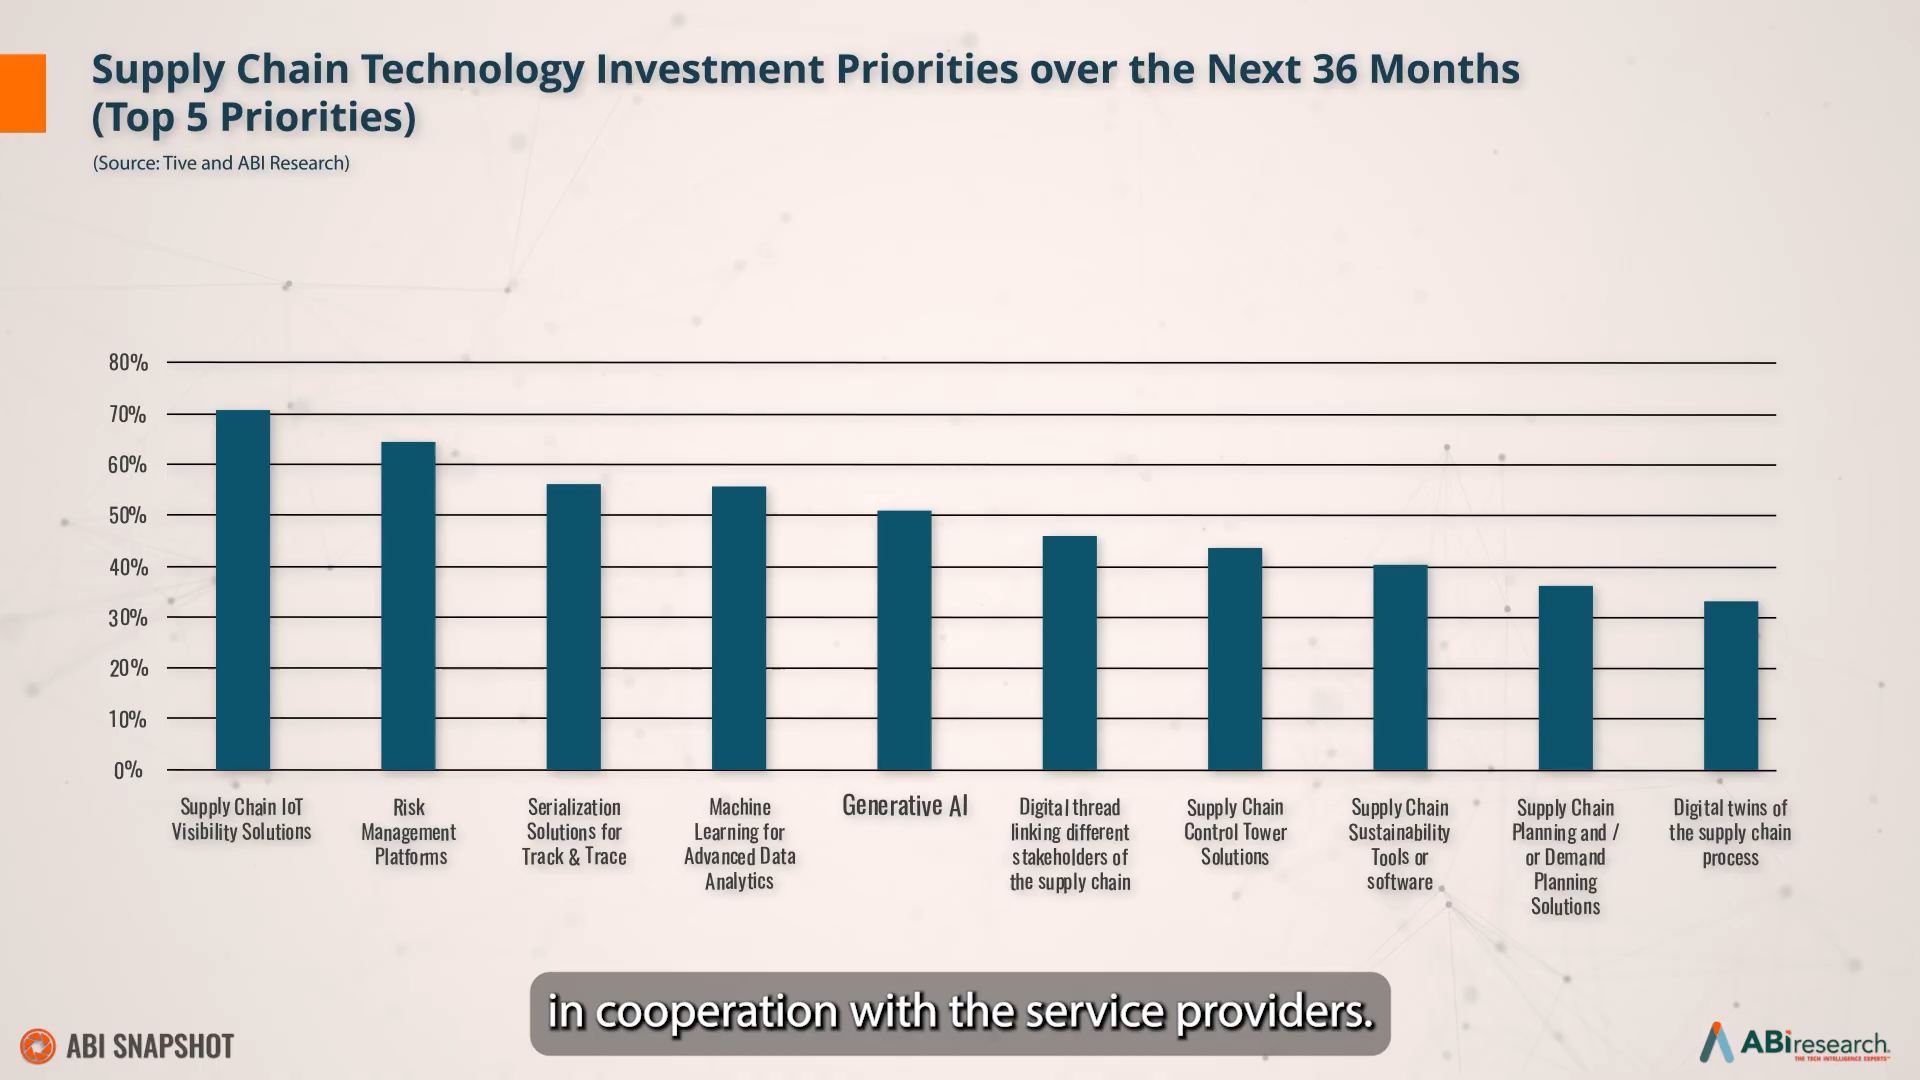 Supply Chain Technology Investment Priorities over the Next 36 Months
(Top 5 Priorities)
(Source: Tive and ABI Research)
80%
70%
60%
50%
40%
30%
20%
10%
0%
Supply Chain IoT
Visibility Solutions
Risk
Management
Platforms
Serialization
Solutions for
Track & Trace
Machine
Learning for
Advanced Data
Analytics
Generative AI
Digital thread
linking different
stakeholders of
the supply chain
Supply Chain
Control Tower
Solutions
Supply Chain
Sustainability
Tools or
software
Supply Chain
Planning and /
or Demand
Planning
Solutions
Digital twins of
the supply chain
process
in cooperation with the service providers.
ABI SNAPSHOT
ABIresearch.
THE TECH INTELLIGENCE EXPERTS™